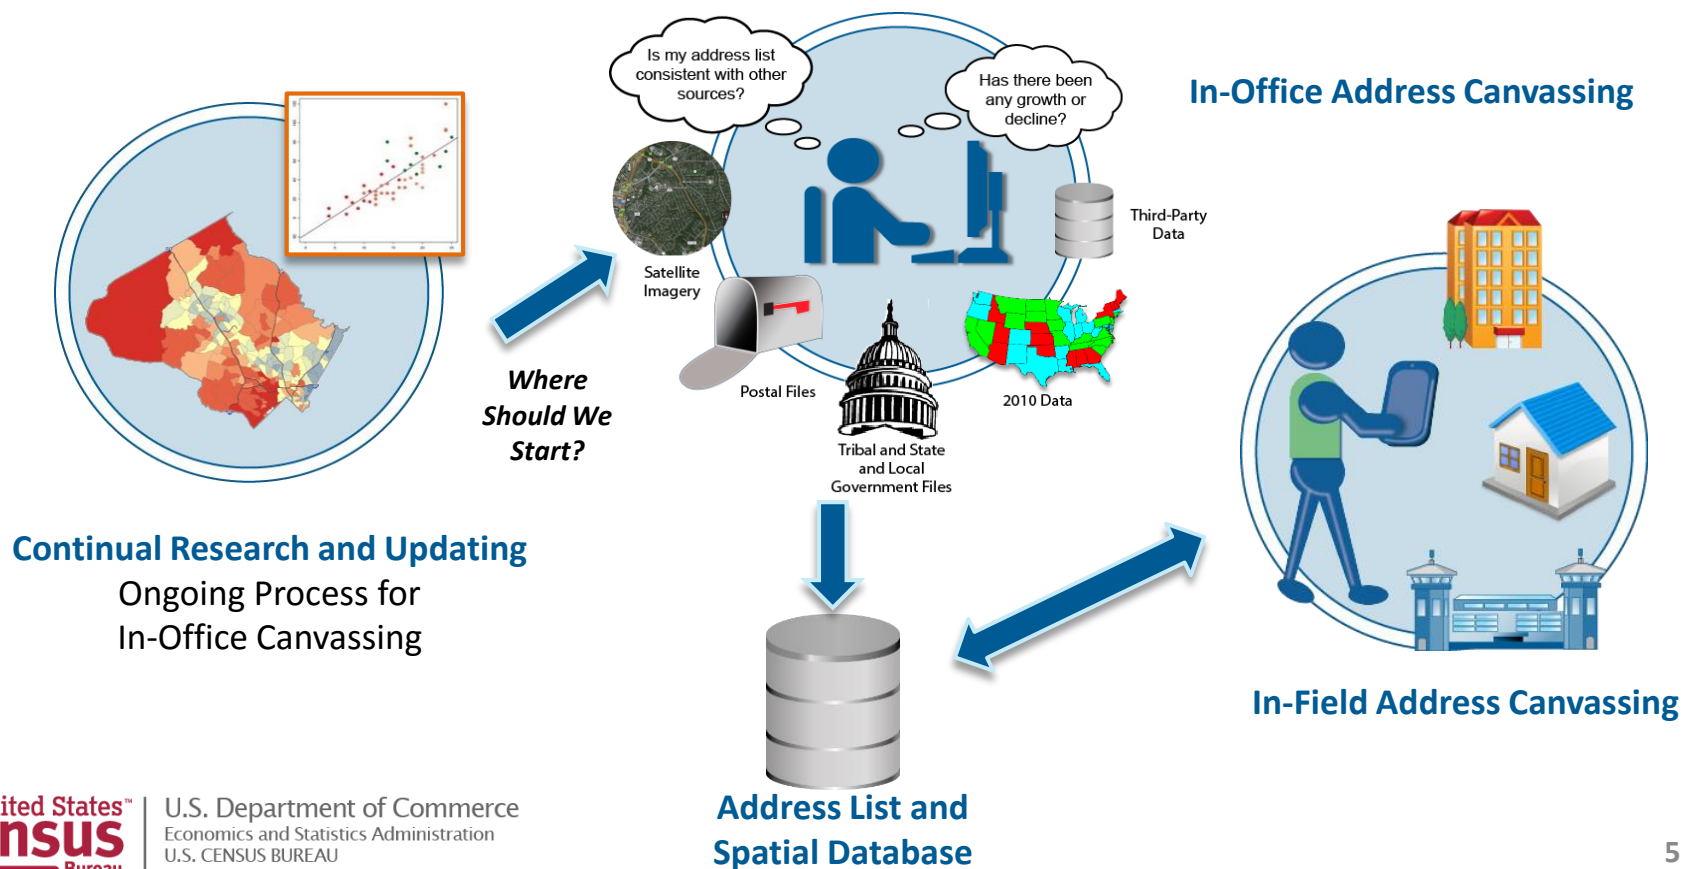 Is my address list
consistent with other
sources?
Has there been
any growth or
decline?
In-Office Address Canvassing
Third-Party
Data
Satellite
Imagery
Where
Should We
Start?
Postal Files
2010 Data
Tribal and State
and Local
Government Files
Continual Research and Updating
Ongoing Process for
In-Office Canvassing
In-Field Address Canvassing
Address List and
Spatial Database
ited States™
nsus
Bureau
U.S. Department of Commerce
Economics and Statistics Administration
U.S. CENSUS BUREAU
5